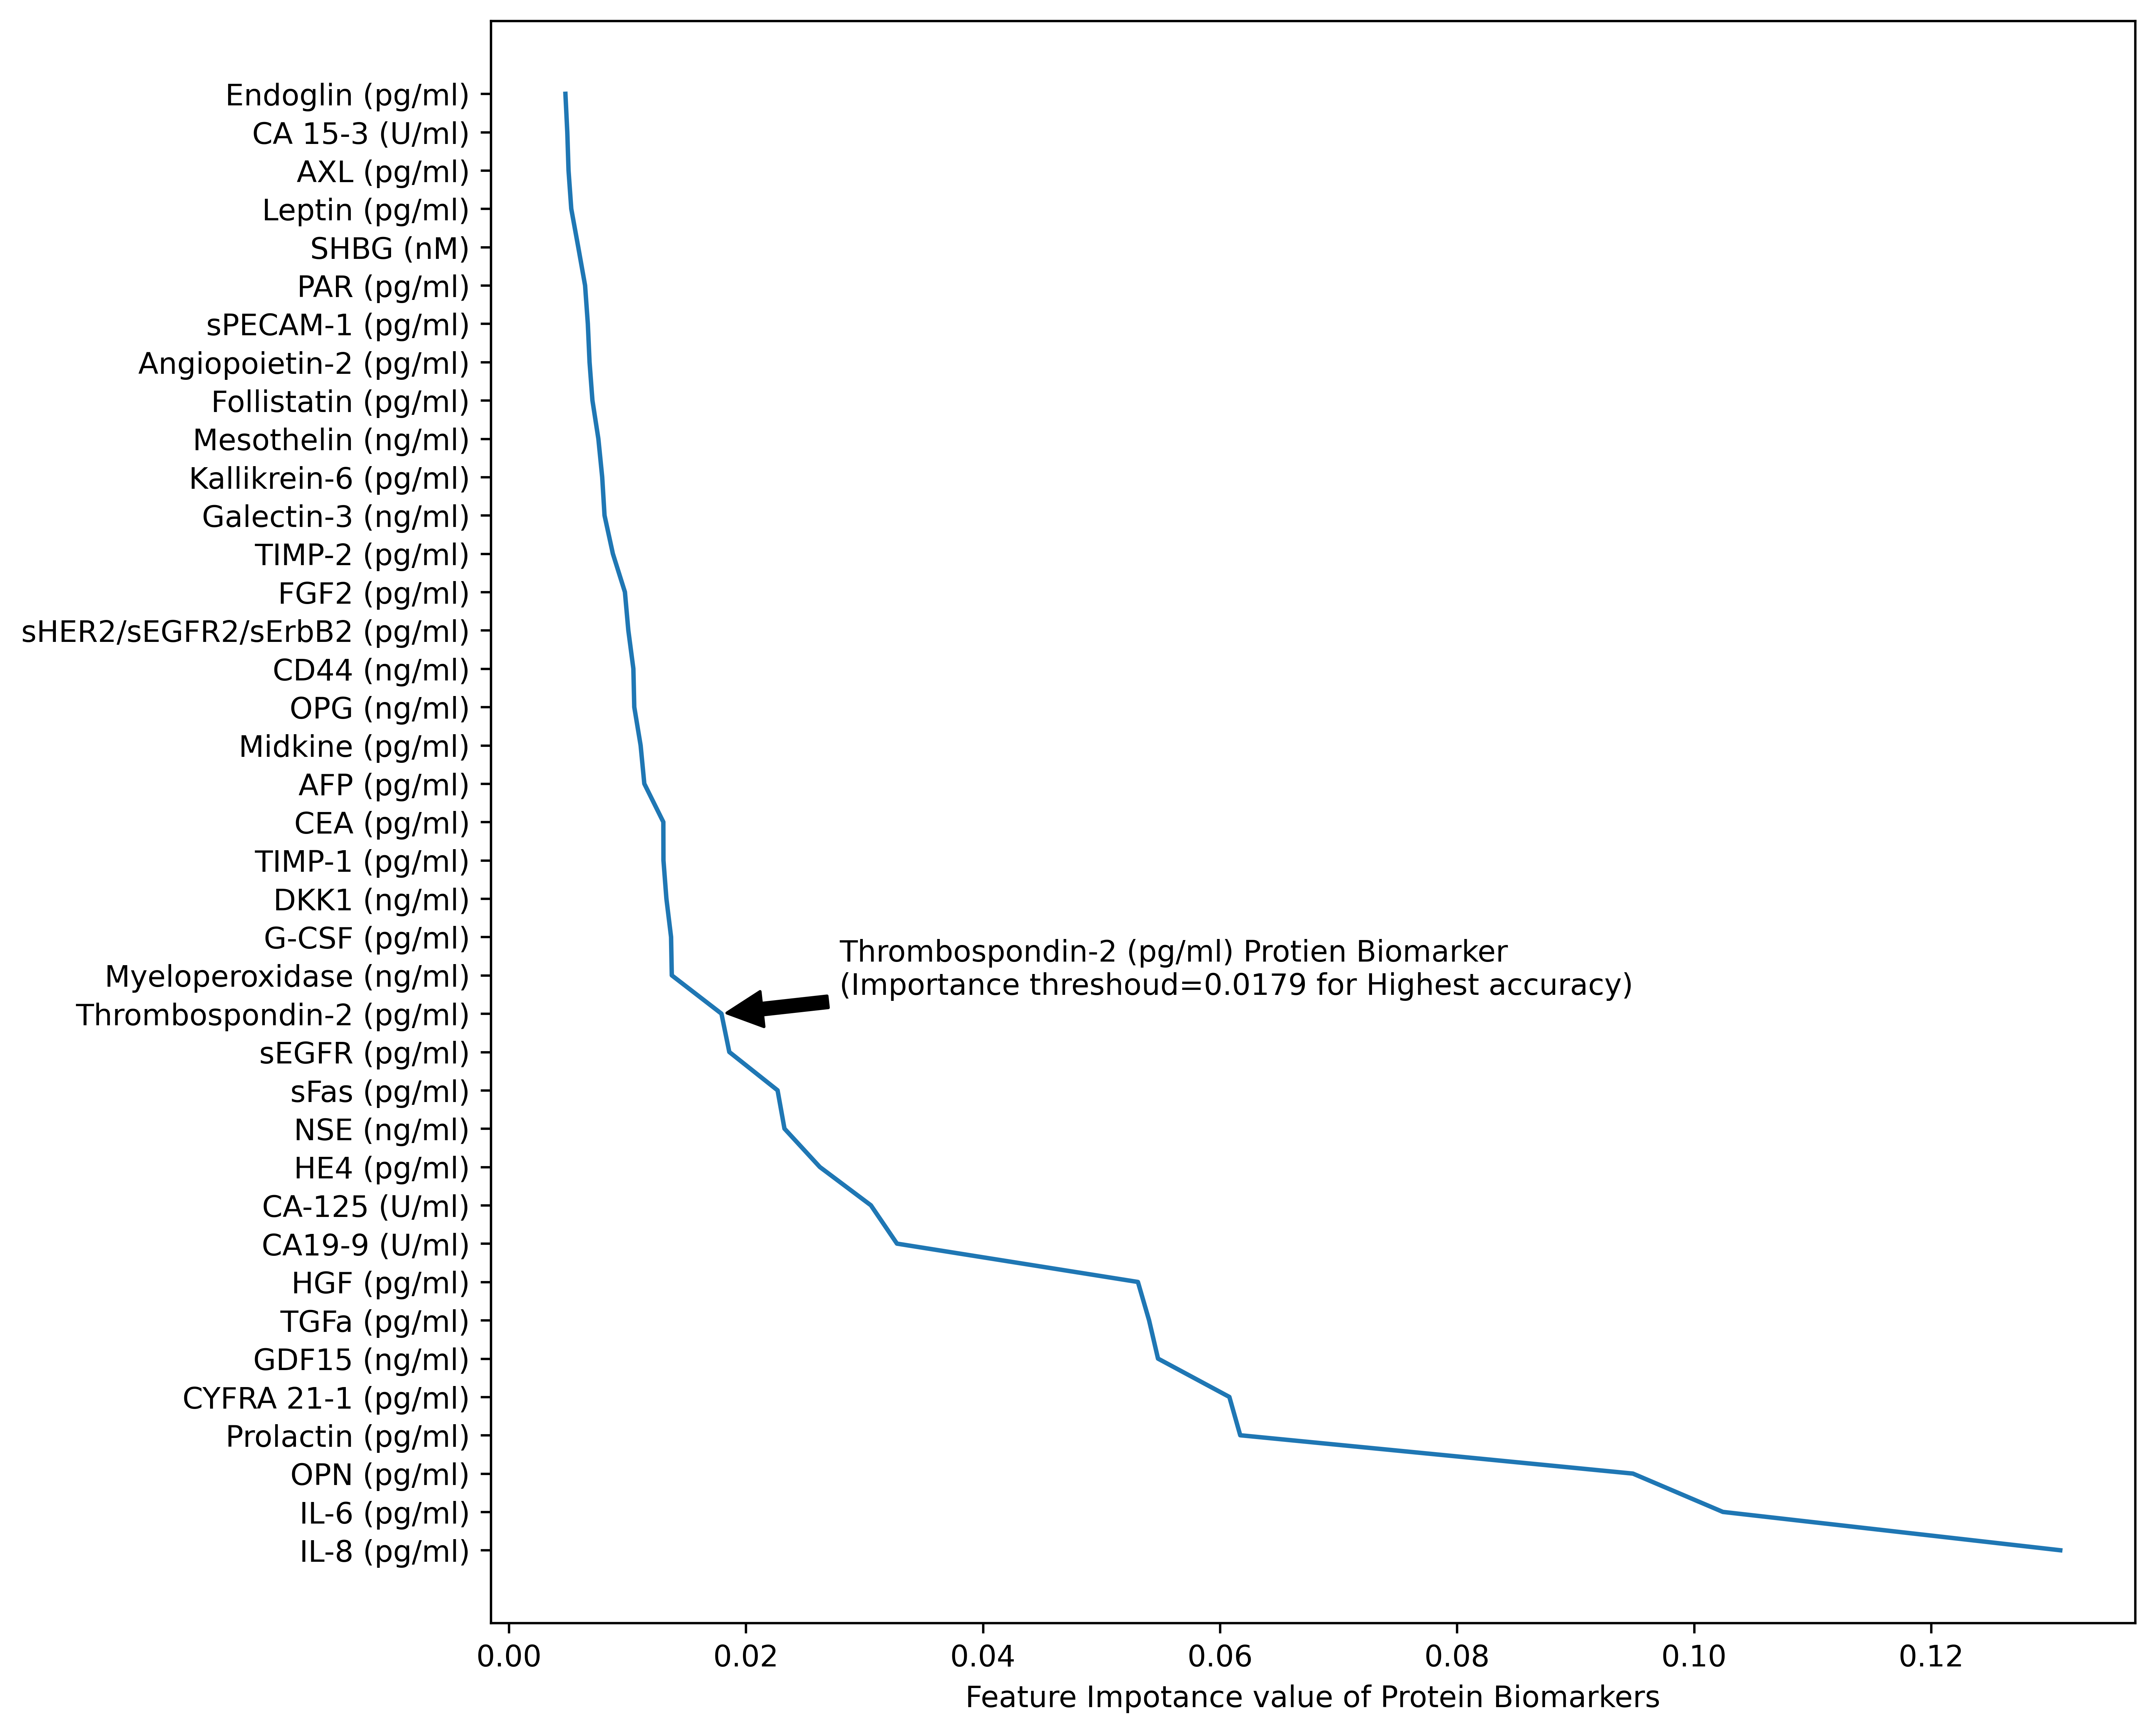 Endoglin (pg/ml)
CA 15-3 (U/ml)
AXL (pg/ml)
Leptin (pg/ml)
SHBG (nM)
PAR (pg/ml)
sPECAM-1 (pg/ml)
Angiopoietin-2 (pg/ml)
Follistatin (pg/ml)
Mesothelin (ng/ml)
Kallikrein-6 (pg/ml)
Galectin-3 (ng/ml)
TIMP-2 (pg/ml)
FGF2 (pg/ml)
sHER2/sEGFR2/sErbB2 (pg/ml)
CD44 (ng/ml)
OPG (ng/ml)
Midkine (pg/ml)
AFP (pg/ml)
CEA (pg/ml)
TIMP-1 (pg/ml)
DKK1 (ng/ml)
G-CSF (pg/ml)
Myeloperoxidase (ng/ml)
Thrombospondin-2 (pg/ml)
sEGFR (pg/ml)
sFas (pg/ml)
NSE (ng/ml)
HE4 (pg/ml)
CA-125 (U/ml)
CA19-9 (U/ml)
HGF (pg/ml)
TGFa (pg/ml)
GDF15 (ng/ml)
CYFRA 21-1 (pg/ml)
Prolactin (pg/ml)
OPN (pg/ml)
IL-6 (pg/ml)
IL-8 (pg/ml)
Thrombospondin-2 (pg/ml) Protien Biomarker
(Importance threshoud=0.0179 for Highest accuracy)
0.00 0.02 0.04 0.06 0.08 0.10 0.12
Feature Impotance value of Protein Biomarkers